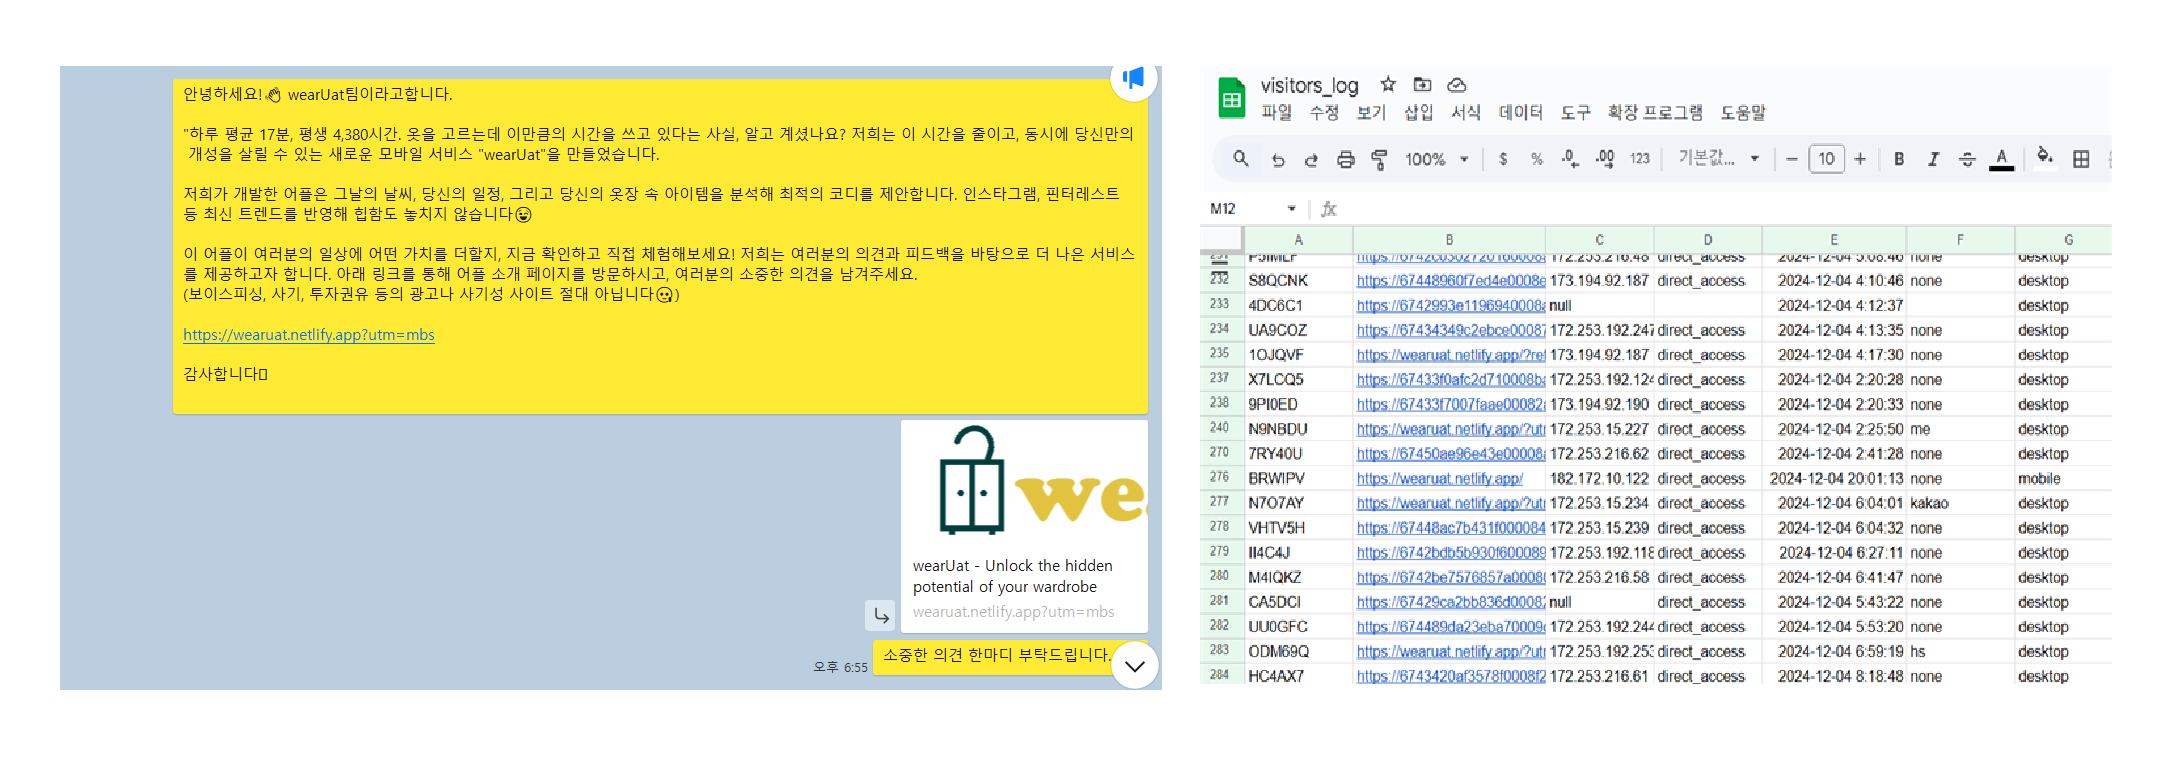 안녕하세요!👏 wearUat팀이라고합니다.
"하루 평균 17분, 평생 4,380시간. 옷을 고르는데 이만큼의 시간을 쓰고 있다는 사실, 알고 계셨나요? 저희는 이 시간을 줄이고, 동시에 당신만의
개성을 살릴 수 있는 새로운 모바일 서비스 "wearUat"을 만들었습니다.
저희가 개발한 어플은 그날의 날씨, 당신의 일정, 그리고 당신의 옷장 속 아이템을 분석해 최적의 코디를 제안합니다. 인스타그램, 핀터레스트
등 최신 트렌드를 반영해 힙함도 놓치지 않습니다😜
이 어플이 여러분의 일상에 어떤 가치를 더할지, 지금 확인하고 직접 체험해보세요! 저희는 여러분의 의견과 피드백을 바탕으로 더 나은 서비스
를 제공하고자 합니다. 아래 링크를 통해 어플 소개 페이지를 방문하시고, 여러분의 소중한 의견을 남겨주세요.
(보이스피싱, 사기, 투자권유 등의 광고나 사기성 사이트 절대 아닙니다🤗)
https://wearuat.netlify.app?utm=mbs
감사합니다
we
wearUat - Unlock the hidden
potential of your wardrobe
wearuat.netlify.app?utm=mbs
소중한 의견 한마디 부탁드립니다.
오후 6:55
visitors_log
파일 수정 보기 삽입 서식 데이터 도구 확장 프로그램 도움말
100% $ % .0 .00 123 기본값... − 10 + B I A
M12 fx
A B C D E F G
232 S8QCNK https://67448960f7ed4e0008e 173.194.92.187 direct_access 2024-12-04 4:10:46 none desktop
233 4DC6C1 https://6742993e1196940008a null 2024-12-04 4:12:37 desktop
234 UA9COZ https://67434349c2ebce00087 172.253.192.247 direct_access 2024-12-04 4:13:35 none desktop
235 1OJQVF https://wearuat.netlify.app/?ref 173.194.92.187 direct_access 2024-12-04 4:17:30 none desktop
237 X7LCQ5 https://67433f0afc2d710008ba 172.253.192.124 direct_access 2024-12-04 2:20:28 none desktop
238 9PI0ED https://67433f7007faae00082a 173.194.92.190 direct_access 2024-12-04 2:20:33 none desktop
240 N9NBDU https://wearuat.netlify.app/?utm 172.253.15.227 direct_access 2024-12-04 2:25:50 me desktop
270 7RY40U https://67450ae96e43e00008a 172.253.216.62 direct_access 2024-12-04 2:41:28 none desktop
276 BRWIPV https://wearuat.netlify.app/ 182.172.10.122 direct_access 2024-12-04 20:01:13 none mobile
277 N7O7AY https://wearuat.netlify.app/?utm 172.253.15.234 direct_access 2024-12-04 6:04:01 kakao desktop
278 VHTV5H https://67448ac7b431f000084 172.253.15.239 direct_access 2024-12-04 6:04:32 none desktop
279 II4C4J https://6742bdb5b930f600089 172.253.192.118 direct_access 2024-12-04 6:27:11 none desktop
280 M4IQKZ https://6742be7576857a0008 172.253.216.58 direct_access 2024-12-04 6:41:47 none desktop
281 CA5DCI https://67429ca2bb836d00082 null direct_access 2024-12-04 5:43:22 none desktop
282 UU0GFC https://674489da23eba70009 172.253.192.244 direct_access 2024-12-04 5:53:20 none desktop
283 ODM69Q https://wearuat.netlify.app/?utm 172.253.192.253 direct_access 2024-12-04 6:59:19 hs desktop
284 HC4AX7 https://6743420af3578f0008f2 172.253.216.61 direct_access 2024-12-04 8:18:48 none desktop